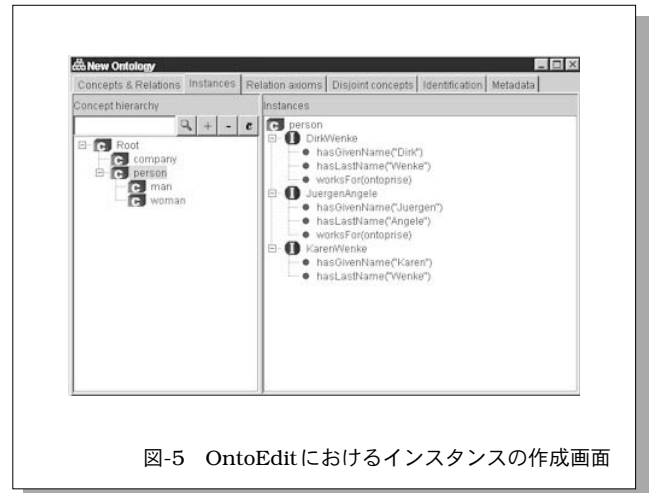 New Ontology
Concepts & Relations Instances Relation axioms Disjoint concepts Identification Metadata
Concept hierarchy
+ - c
C Root
C company
C person
C man
C woman
Instances
C person
I DirkWenke
hasGivenName("Dirk")
hasLastName("Wenke")
worksFor(ontoprise)
I JuergenAngele
hasGivenName("Juergen")
hasLastName("Angele")
worksFor(ontoprise)
I KarenWenke
hasGivenName("Karen")
hasLastName("Wenke")
図-5 OntoEditにおけるインスタンスの作成画面